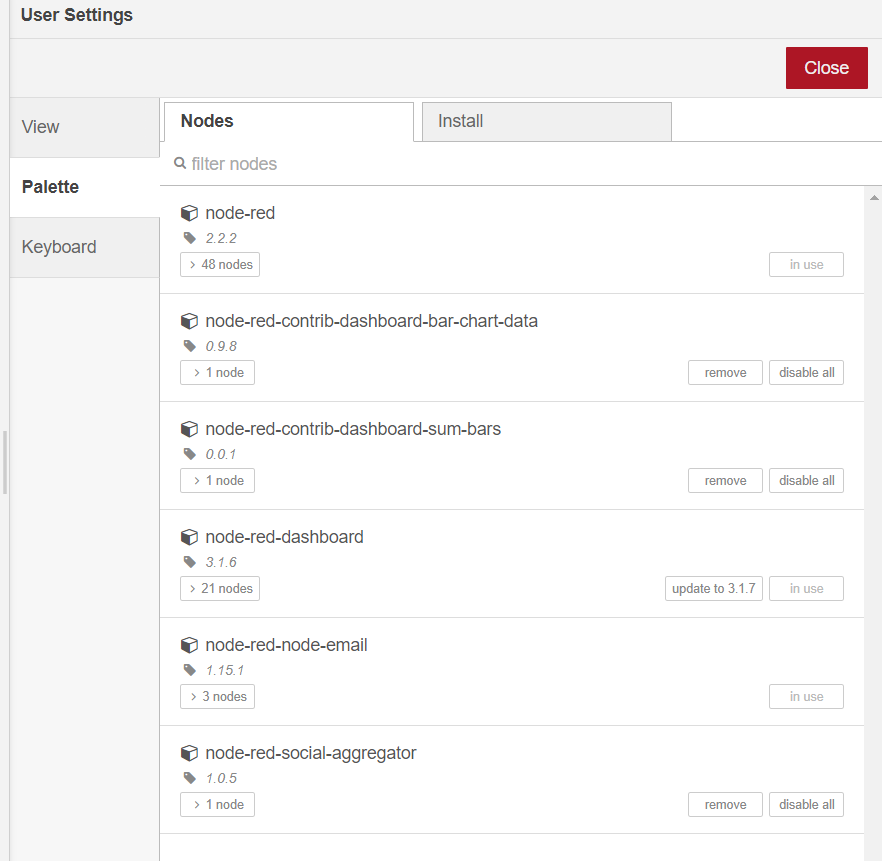 User Settings
Close
View
Palette
Keyboard
Nodes
Install
filter nodes
node-red
2.2.2
48 nodes
in use
node-red-contrib-dashboard-bar-chart-data
0.9.8
1 node
remove
disable all
node-red-contrib-dashboard-sum-bars
0.0.1
1 node
remove
disable all
node-red-dashboard
3.1.6
21 nodes
update to 3.1.7
in use
node-red-node-email
1.15.1
3 nodes
in use
node-red-social-aggregator
1.0.5
1 node
remove
disable all